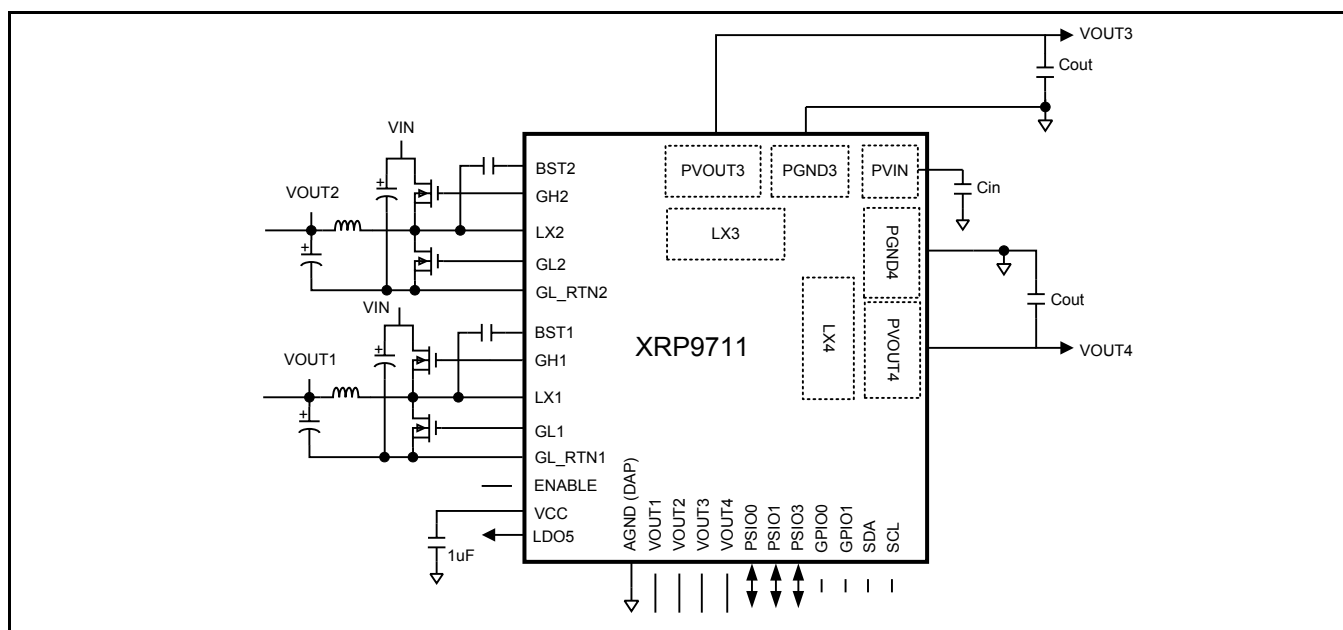 VOUT3
Cout
VIN
BST2
PVOUT3
PGND3
PVIN
VOUT2
GH2
Cin
LX2
LX3
PGND4
GL2
GL_RTN2
VIN
Cout
BST1
XRP9711
LX4
PVOUT4
VOUT1
GH1
VOUT4
LX1
GL1
GL_RTN1
ENABLE
VCC
1uF
LDO5
AGND (DAP)
VOUT1
VOUT2
VOUT3
VOUT4
PSIO0
PSIO1
PSIO3
GPIO0
GPIO1
SDA
SCL
+
+
+
+